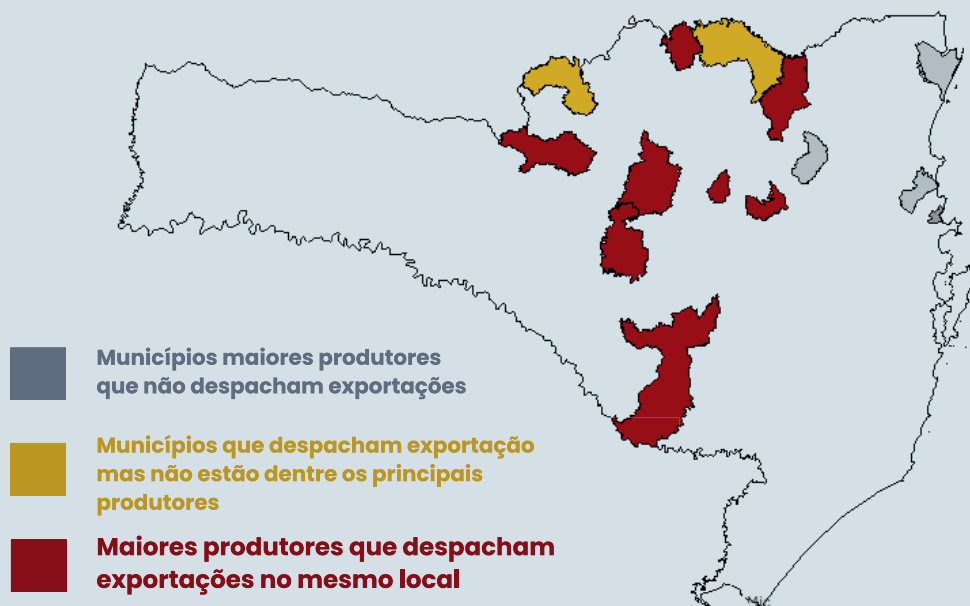 Municípios maiores produtores
que não despacham exportações
Municípios que despacham exportação
mas não estão dentre os principais
produtores
Maiores produtores que despacham
exportações no mesmo local